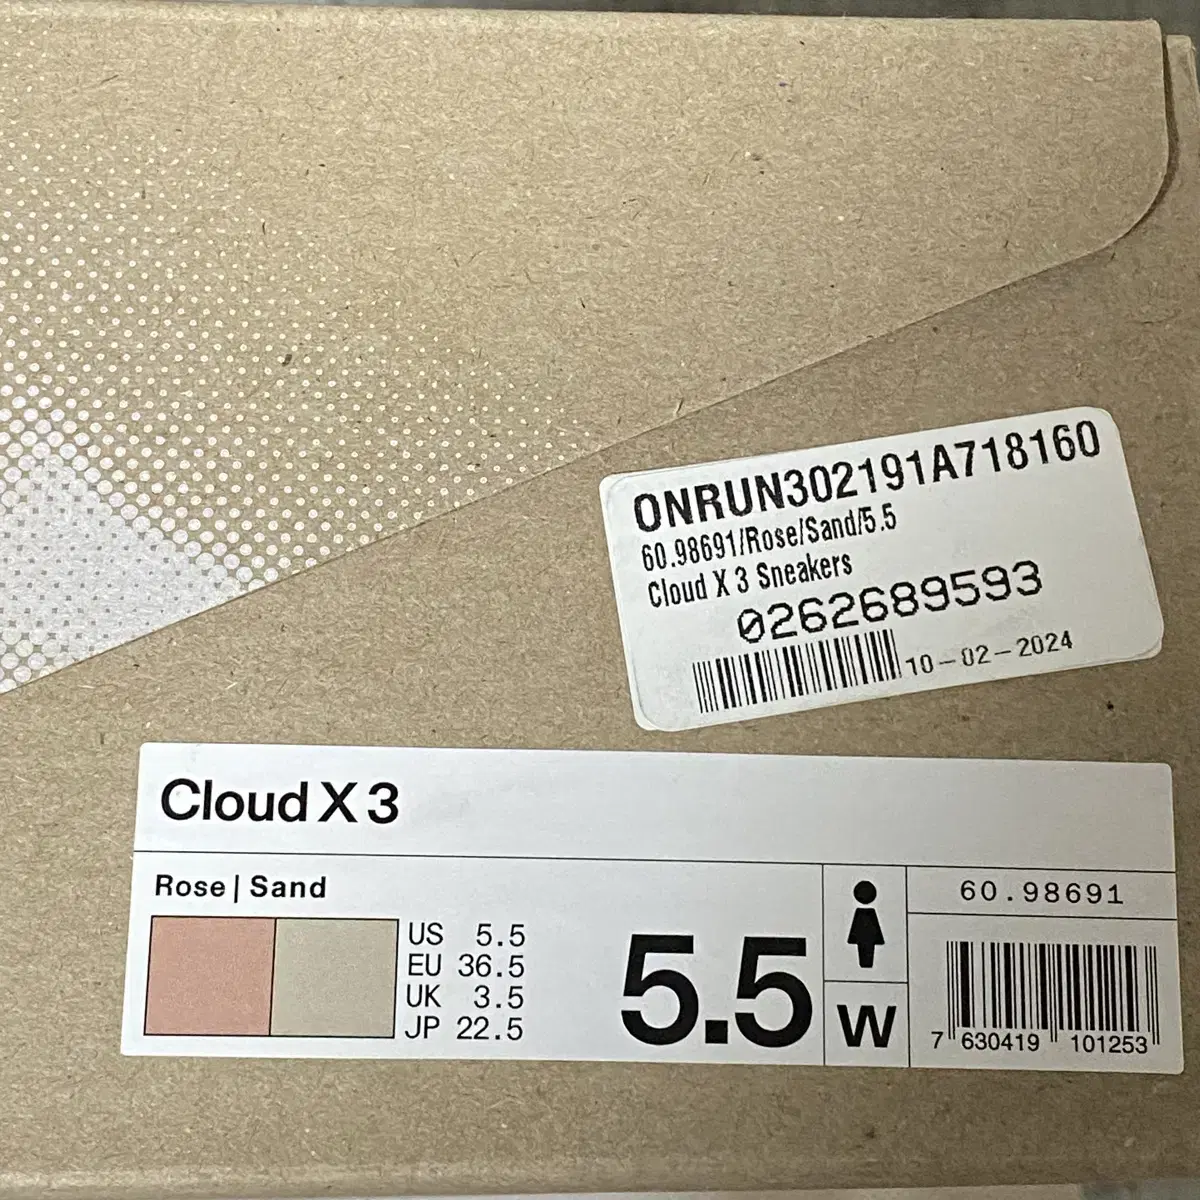 ONRUN302191A718160
60.98691/Rose/Sand/5.5
Cloud X 3 Sneakers
0262689593
10-02-2024
Cloud X 3
Rose | Sand
US 5.5
EU 36.5
UK 3.5
JP 22.5
5.5
W
60.98691
7 630419 101253